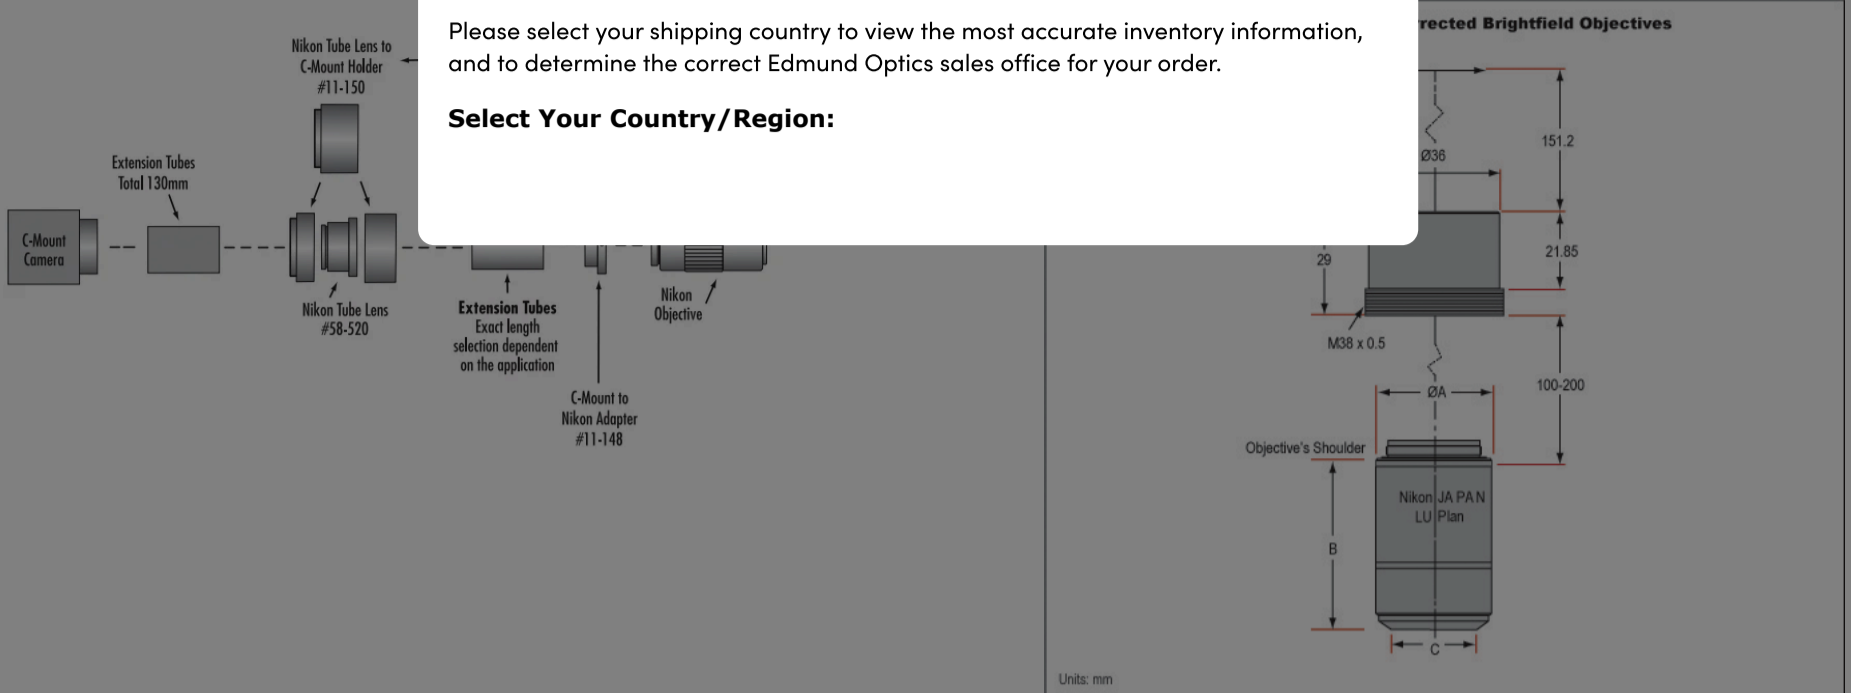 Please select your shipping country to view the most accurate inventory information,
and to determine the correct Edmund Optics sales office for your order.
Select Your Country/Region:
Nikon Tube Lens to
C-Mount Holder
#11-150
Extension Tubes
Total 130mm
C-Mount
Camera
Nikon Tube Lens
#58-520
Extension Tubes
Exact length
selection dependent
on the application
C-Mount to
Nikon Adapter
#11-148
Nikon
Objective
rrected Brightfield Objectives
151.2
Ø36
21.85
29
M38 x 0.5
100-200
ØA
Objective's Shoulder
Nikon JAPAN
LU Plan
B
C
Units: mm